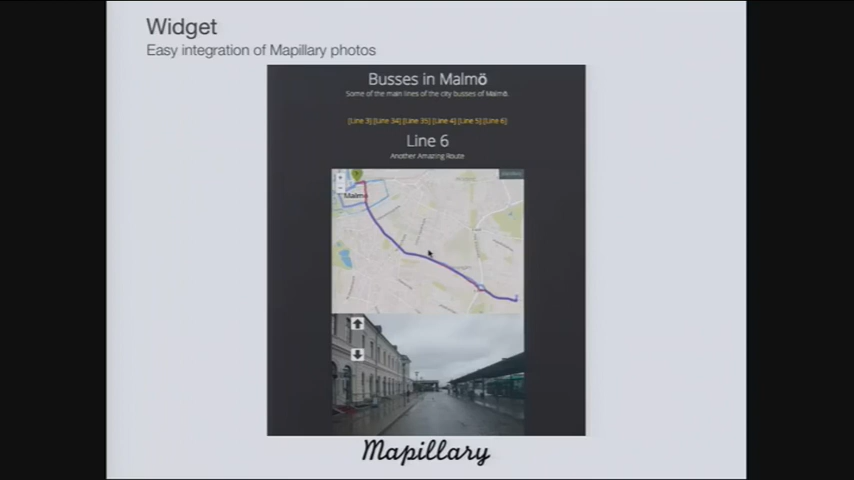 Widget
Easy integration of Mapillary photos
Busses in Malmö
Some of the main lines of the city busses of Malmö.
[Line 3] [Line 34] [Line 35] [Line 4] [Line 5] [Line 6]
Line 6
Another Amazing Route
Malmö
Mapillary